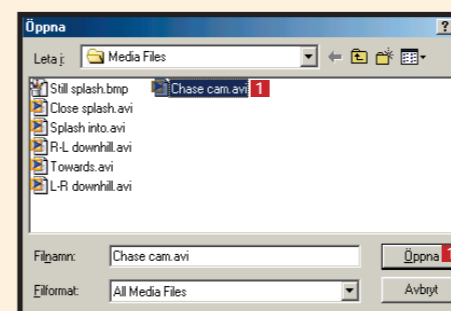 Öppna ?
Leta i: Media Files
Still splash.bmp
Close splash.avi
Splash into.avi
R-L downhill.avi
Towards.avi
L-R downhill.avi
Chase cam.avi 1
Filnamn: Chase cam.avi Öppna 1
Filformat: All Media Files Avbryt